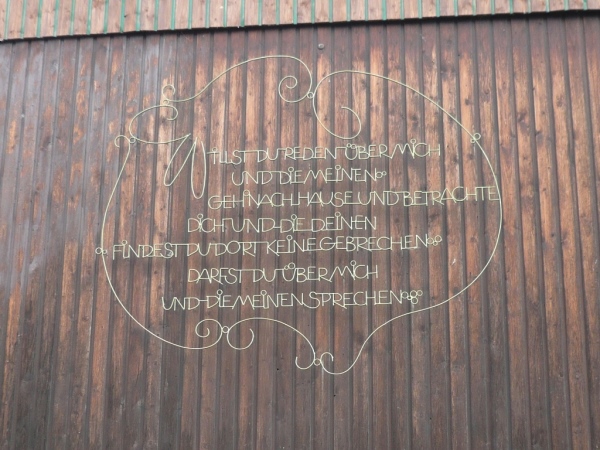 WILLST DU REDEN ÜBER MICH
UND DIE MEINEN
GEH NACH HAUSE UND BETRACHTE
DICH UND DIE DEINEN
FINDEST DU DORT KEINE GEBRECHEN
DARFST DU ÜBER MICH
UND DIE MEINEN SPRECHEN